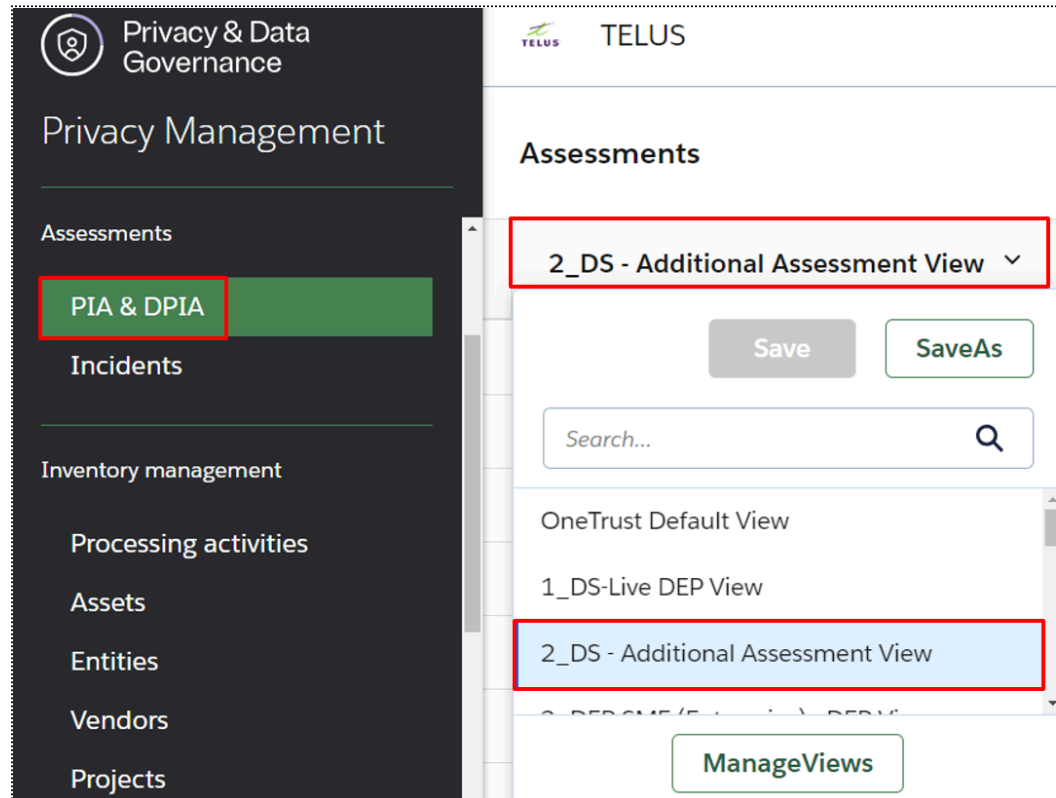 Privacy & Data
Governance
Privacy Management
Assessments
PIA & DPIA
Incidents
Inventory management
Processing activities
Assets
Entities
Vendors
Projects
TELUS
TELUS
Assessments
2_DS - Additional Assessment View
Save
SaveAs
Search...
OneTrust Default View
1_DS-Live DEP View
2_DS - Additional Assessment View
ManageViews